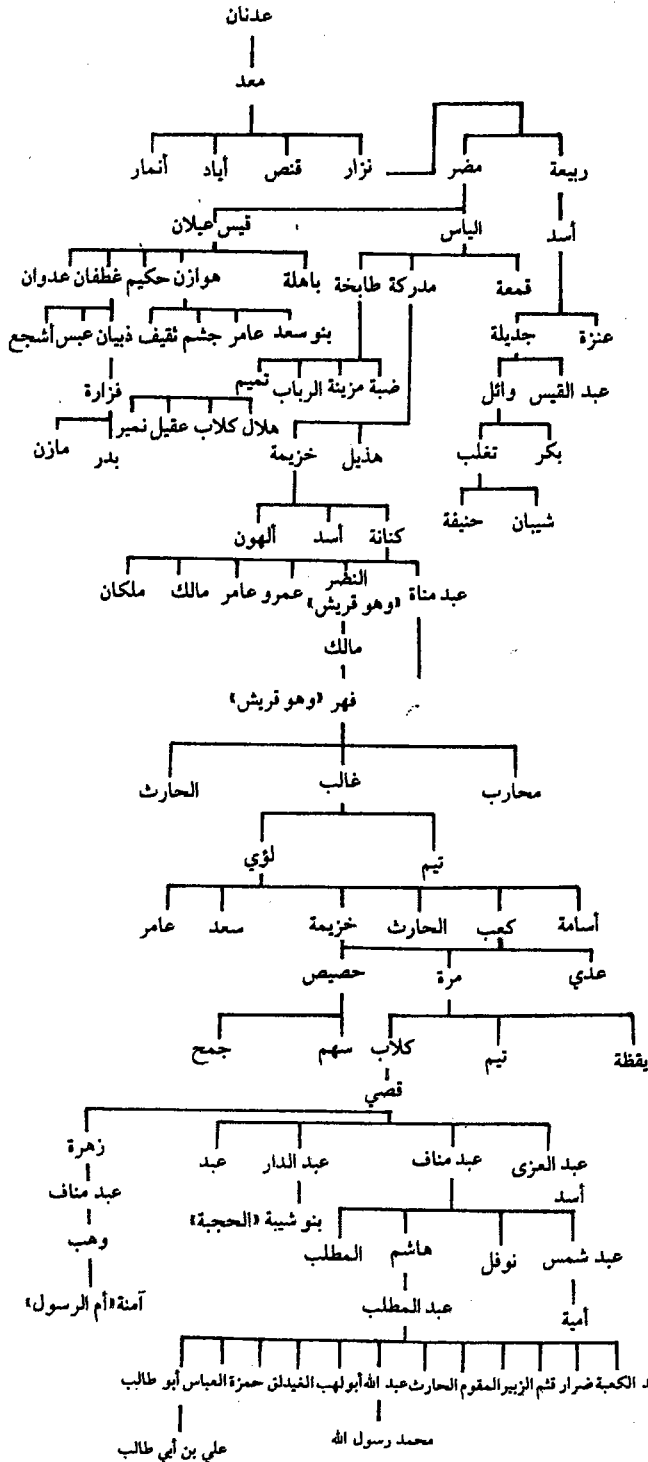 عدنان
معد
ربيعة مضر نزار قنص أياد أنمار
أسد الياس قيس عيلان
قمعة مدركة طابخة باهلة هوازن حكيم غطفان عدوان
عنزة جديلة بنو سعد عامر جشم ثقيف ذبيان عبس أشجع
عبد القيس وائل ضبة مزينة الرباب تميم فزارة
هلال كلاب عقيل نمير بدر مازن
بكر تغلب هذيل خزيمة
شيبان حنيفة كنانة أسد ألهون
عبد مناة النضر «وهو قريش» عمرو عامر مالك ملكان
مالك
فهر «وهو قريش»
محارب غالب الحارث
تيم لؤي
أسامة كعب الحارث خزيمة سعد عامر
عدي مرة حصيص
يقظة تيم كلاب سهم جمح
قصي
زهرة
عبد العزى عبد مناف عبد الدار عبد
عبد مناف
أسد
بنو شيبة «الحجبة»
وهب
عبد شمس نوفل هاشم المطلب
آمنة «أم الرسول»
أمية عبد المطلب
الكعبة ضرار قثم الزبير المقوم الحارث عبد الله أبولهب الغيدلق حمزة العباس أبو طالب
محمد رسول الله علي بن أبي طالب